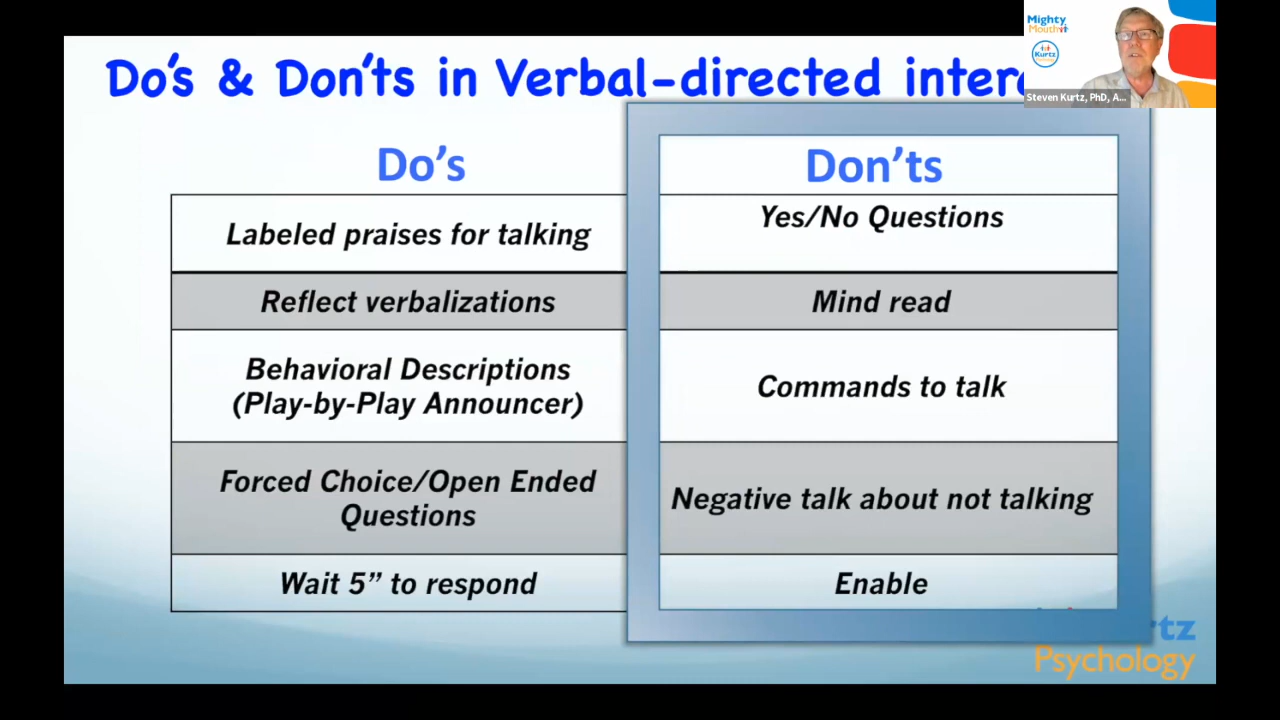 Do's & Don'ts in Verbal-directed inter
Mighty
Mouth
Kurtz
Steven Kurtz, PhD, A...
Do's
Don'ts
Labeled praises for talking
Yes/No Questions
Reflect verbalizations
Mind read
Behavioral Descriptions
(Play-by-Play Announcer)
Commands to talk
Forced Choice/Open Ended
Questions
Negative talk about not talking
Wait 5” to respond
Enable
tz
Psychology